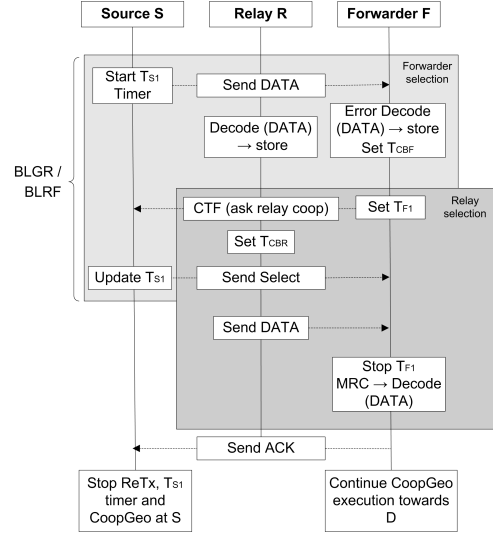 Source S
Relay R
Forwarder F
Forwarder
selection
Start TS1
Timer
Send DATA
Decode (DATA)
→ store
Error Decode
(DATA) → store
Set TCBF
BLGR /
BLRF
Relay
selection
CTF (ask relay coop)
Set TF1
Set TCBR
Update TS1
Send Select
Send DATA
Stop TF1
MRC → Decode
(DATA)
Send ACK
Stop ReTx, TS1
timer and
CoopGeo at S
Continue CoopGeo
execution towards
D